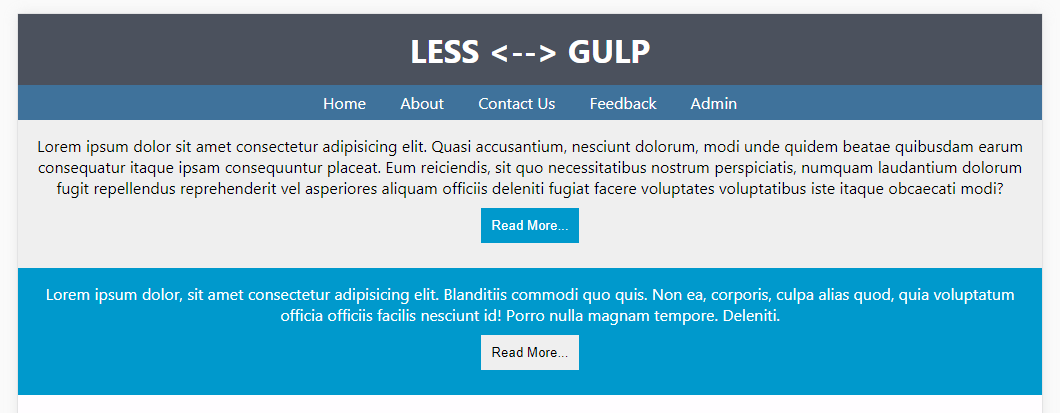 LESS <--> GULP
Home About Contact Us Feedback Admin
Lorem ipsum dolor sit amet consectetur adipisicing elit. Quasi accusantium, nesciunt dolorum, modi unde quidem beatae quibusdam earum
consequatur itaque ipsam consequuntur placeat. Eum reiciendis, sit quo necessitatibus nostrum perspiciatis, numquam laudantium dolorum
fugit repellendus reprehenderit vel asperiores aliquam officiis deleniti fugiat facere voluptates voluptatibus iste itaque obcaecati modi?
Read More...
Lorem ipsum dolor, sit amet consectetur adipisicing elit. Blanditiis commodi quo quis. Non ea, corporis, culpa alias quod, quia voluptatum
officia officiis facilis nesciunt id! Porro nulla magnam tempore. Deleniti.
Read More...